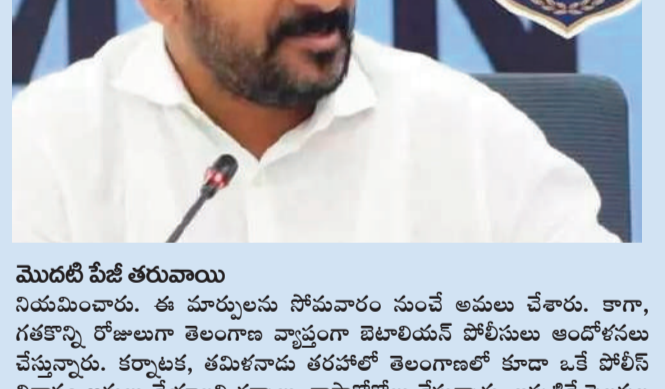 మొదటి పేజీ తరువాయి
నియమించారు. ఈ మార్పులను సోమవారం నుంచే అమలు చేశారు. కాగా,
గతకొన్ని రోజులుగా తెలంగాణ వ్యాప్తంగా బెటాలియన్ పోలీసులు ఆందోళనలు
చేస్తున్నారు. కర్నాటక, తమిళనాడు తరహాలో తెలంగాణలో కూడా ఒకే పోలీస్